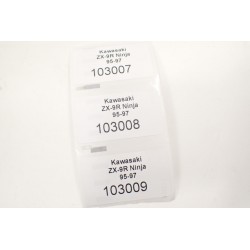 Kawasaki
ZX-9R Ninja
95-97
103007
Kawasaki
ZX-9R Ninja
95-97
103008
Kawasaki
ZX-9R Ninja
95-97
103009